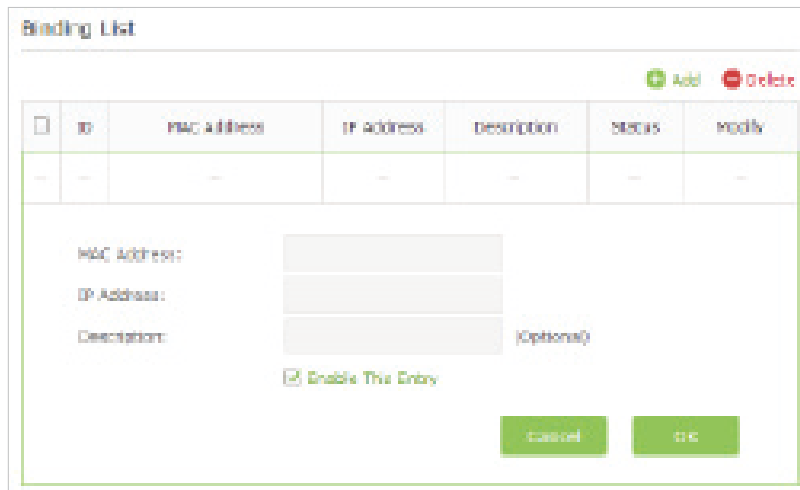 Binding List
Add Delete
ID MAC Address IP Address Description Status Modify
-- -- -- -- -- -- --
MAC Address:
IP Address:
Description: (Optional)
Enable This Entry
Cancel OK